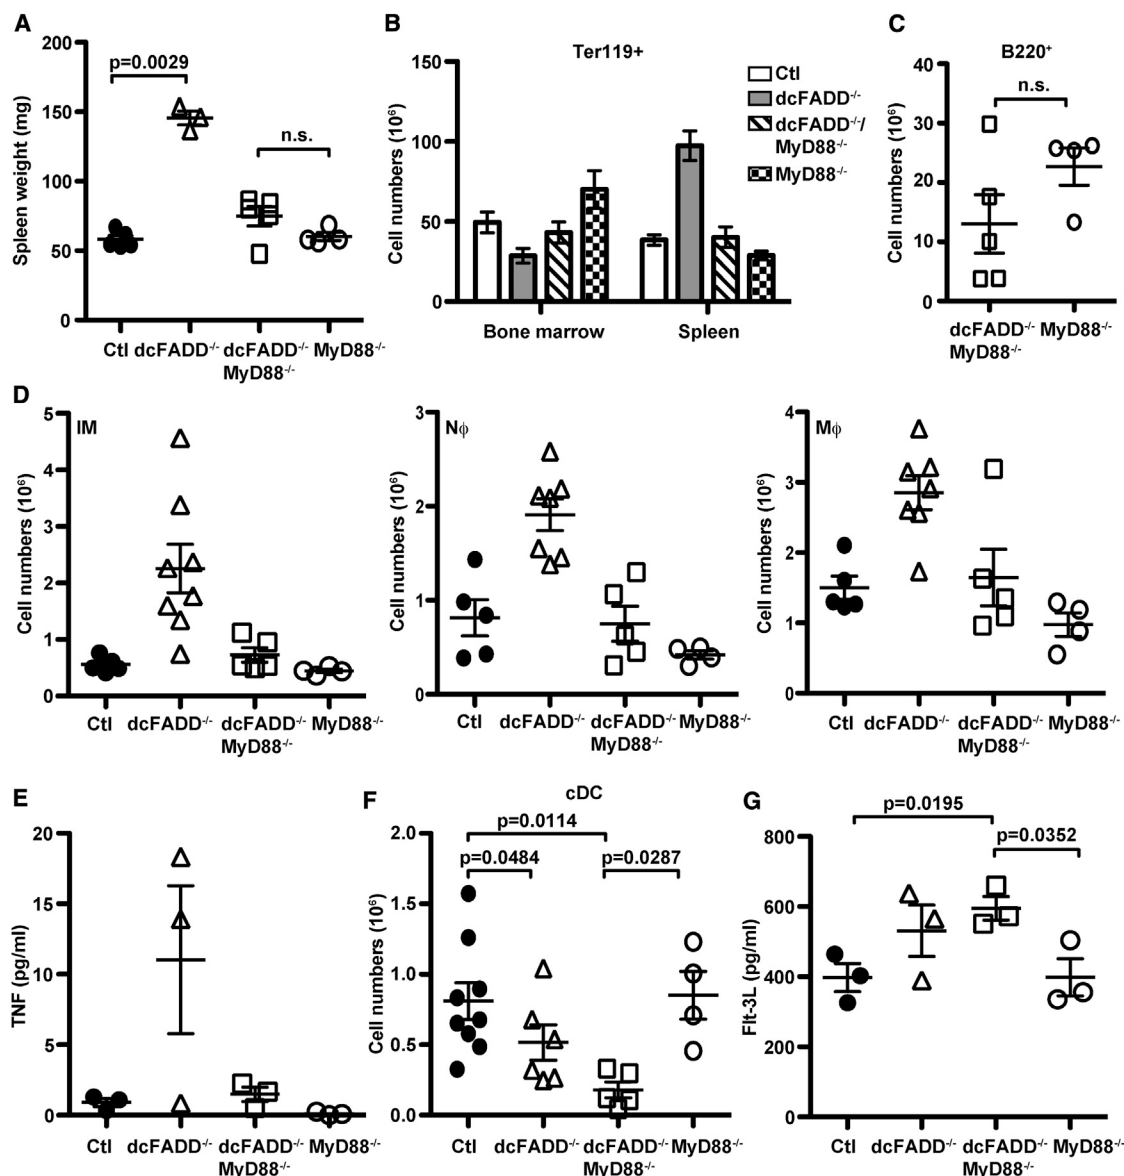 A
Spleen weight (mg)
200
150
100
50
0
p=0.0029
n.s.
Ctl dcFADD⁻/⁻ dcFADD⁻/⁻ MyD88⁻/⁻
MyD88⁻/⁻
B
Ter119+
Cell numbers (10⁶)
150
100
50
0
Bone marrow
Spleen
Ctl
dcFADD⁻/⁻
dcFADD⁻/⁻/
MyD88⁻/⁻
MyD88⁻/⁻
C
B220⁺
Cell numbers (10⁶)
40
30
20
10
0
n.s.
dcFADD⁻/⁻ MyD88⁻/⁻
MyD88⁻/⁻
D
IM
Cell numbers (10⁶)
5
4
3
2
1
0
Ctl dcFADD⁻/⁻ dcFADD⁻/⁻ MyD88⁻/⁻
MyD88⁻/⁻
Nϕ
Cell numbers (10⁶)
3
2
1
0
Ctl dcFADD⁻/⁻ dcFADD⁻/⁻ MyD88⁻/⁻
MyD88⁻/⁻
Mϕ
Cell numbers (10⁶)
4
3
2
1
0
Ctl dcFADD⁻/⁻ dcFADD⁻/⁻ MyD88⁻/⁻
MyD88⁻/⁻
E
TNF (pg/ml)
20
15
10
5
0
Ctl dcFADD⁻/⁻ dcFADD⁻/⁻ MyD88⁻/⁻
MyD88⁻/⁻
F
cDC
Cell numbers (10⁶)
2.0
1.5
1.0
0.5
0.0
p=0.0114
p=0.0484
p=0.0287
Ctl dcFADD⁻/⁻ dcFADD⁻/⁻ MyD88⁻/⁻
MyD88⁻/⁻
G
Flt-3L (pg/ml)
800
600
400
200
0
p=0.0195
p=0.0352
Ctl dcFADD⁻/⁻ dcFADD⁻/⁻ MyD88⁻/⁻
MyD88⁻/⁻